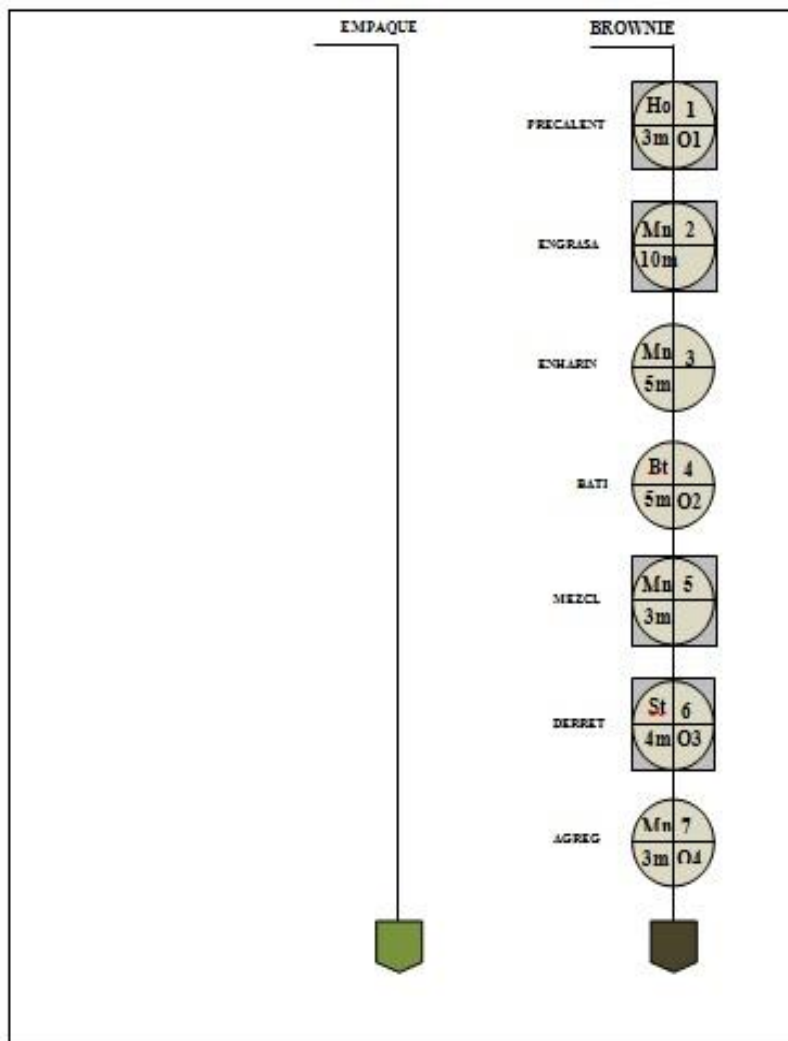 EMPAQUE
BROWNIE
PRECALENT
Ho 1
3m O1
ENGRASA
Mn 2
10m
ENHARIN
Mn 3
5m
BATI
Bt 4
5m O2
MEZCL
Mn 5
3m
DERRET
St 6
4m O3
AGREG
Mn 7
3m O4